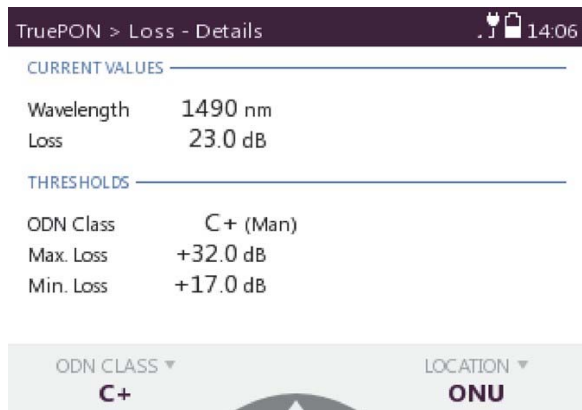 TruePON > Loss - Details 14:06
CURRENT VALUES
Wavelength 1490 nm
Loss 23.0 dB
THRESHOLDS
ODN Class C+ (Man)
Max. Loss +32.0 dB
Min. Loss +17.0 dB
ODN CLASS LOCATION
C+ ONU